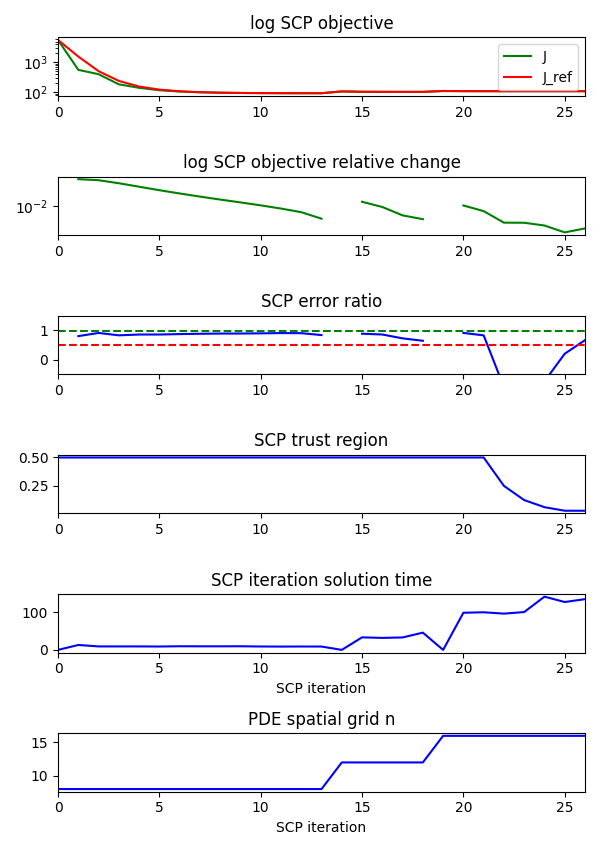 log SCP objective
10³
10²
J
J_ref
0 5 10 15 20 25
log SCP objective relative change
10⁻²
0 5 10 15 20 25
SCP error ratio
1
0
0 5 10 15 20 25
SCP trust region
0.50
0.25
0 5 10 15 20 25
SCP iteration solution time
100
0
0 5 10 15 20 25
SCP iteration
PDE spatial grid n
15
10
0 5 10 15 20 25
SCP iteration